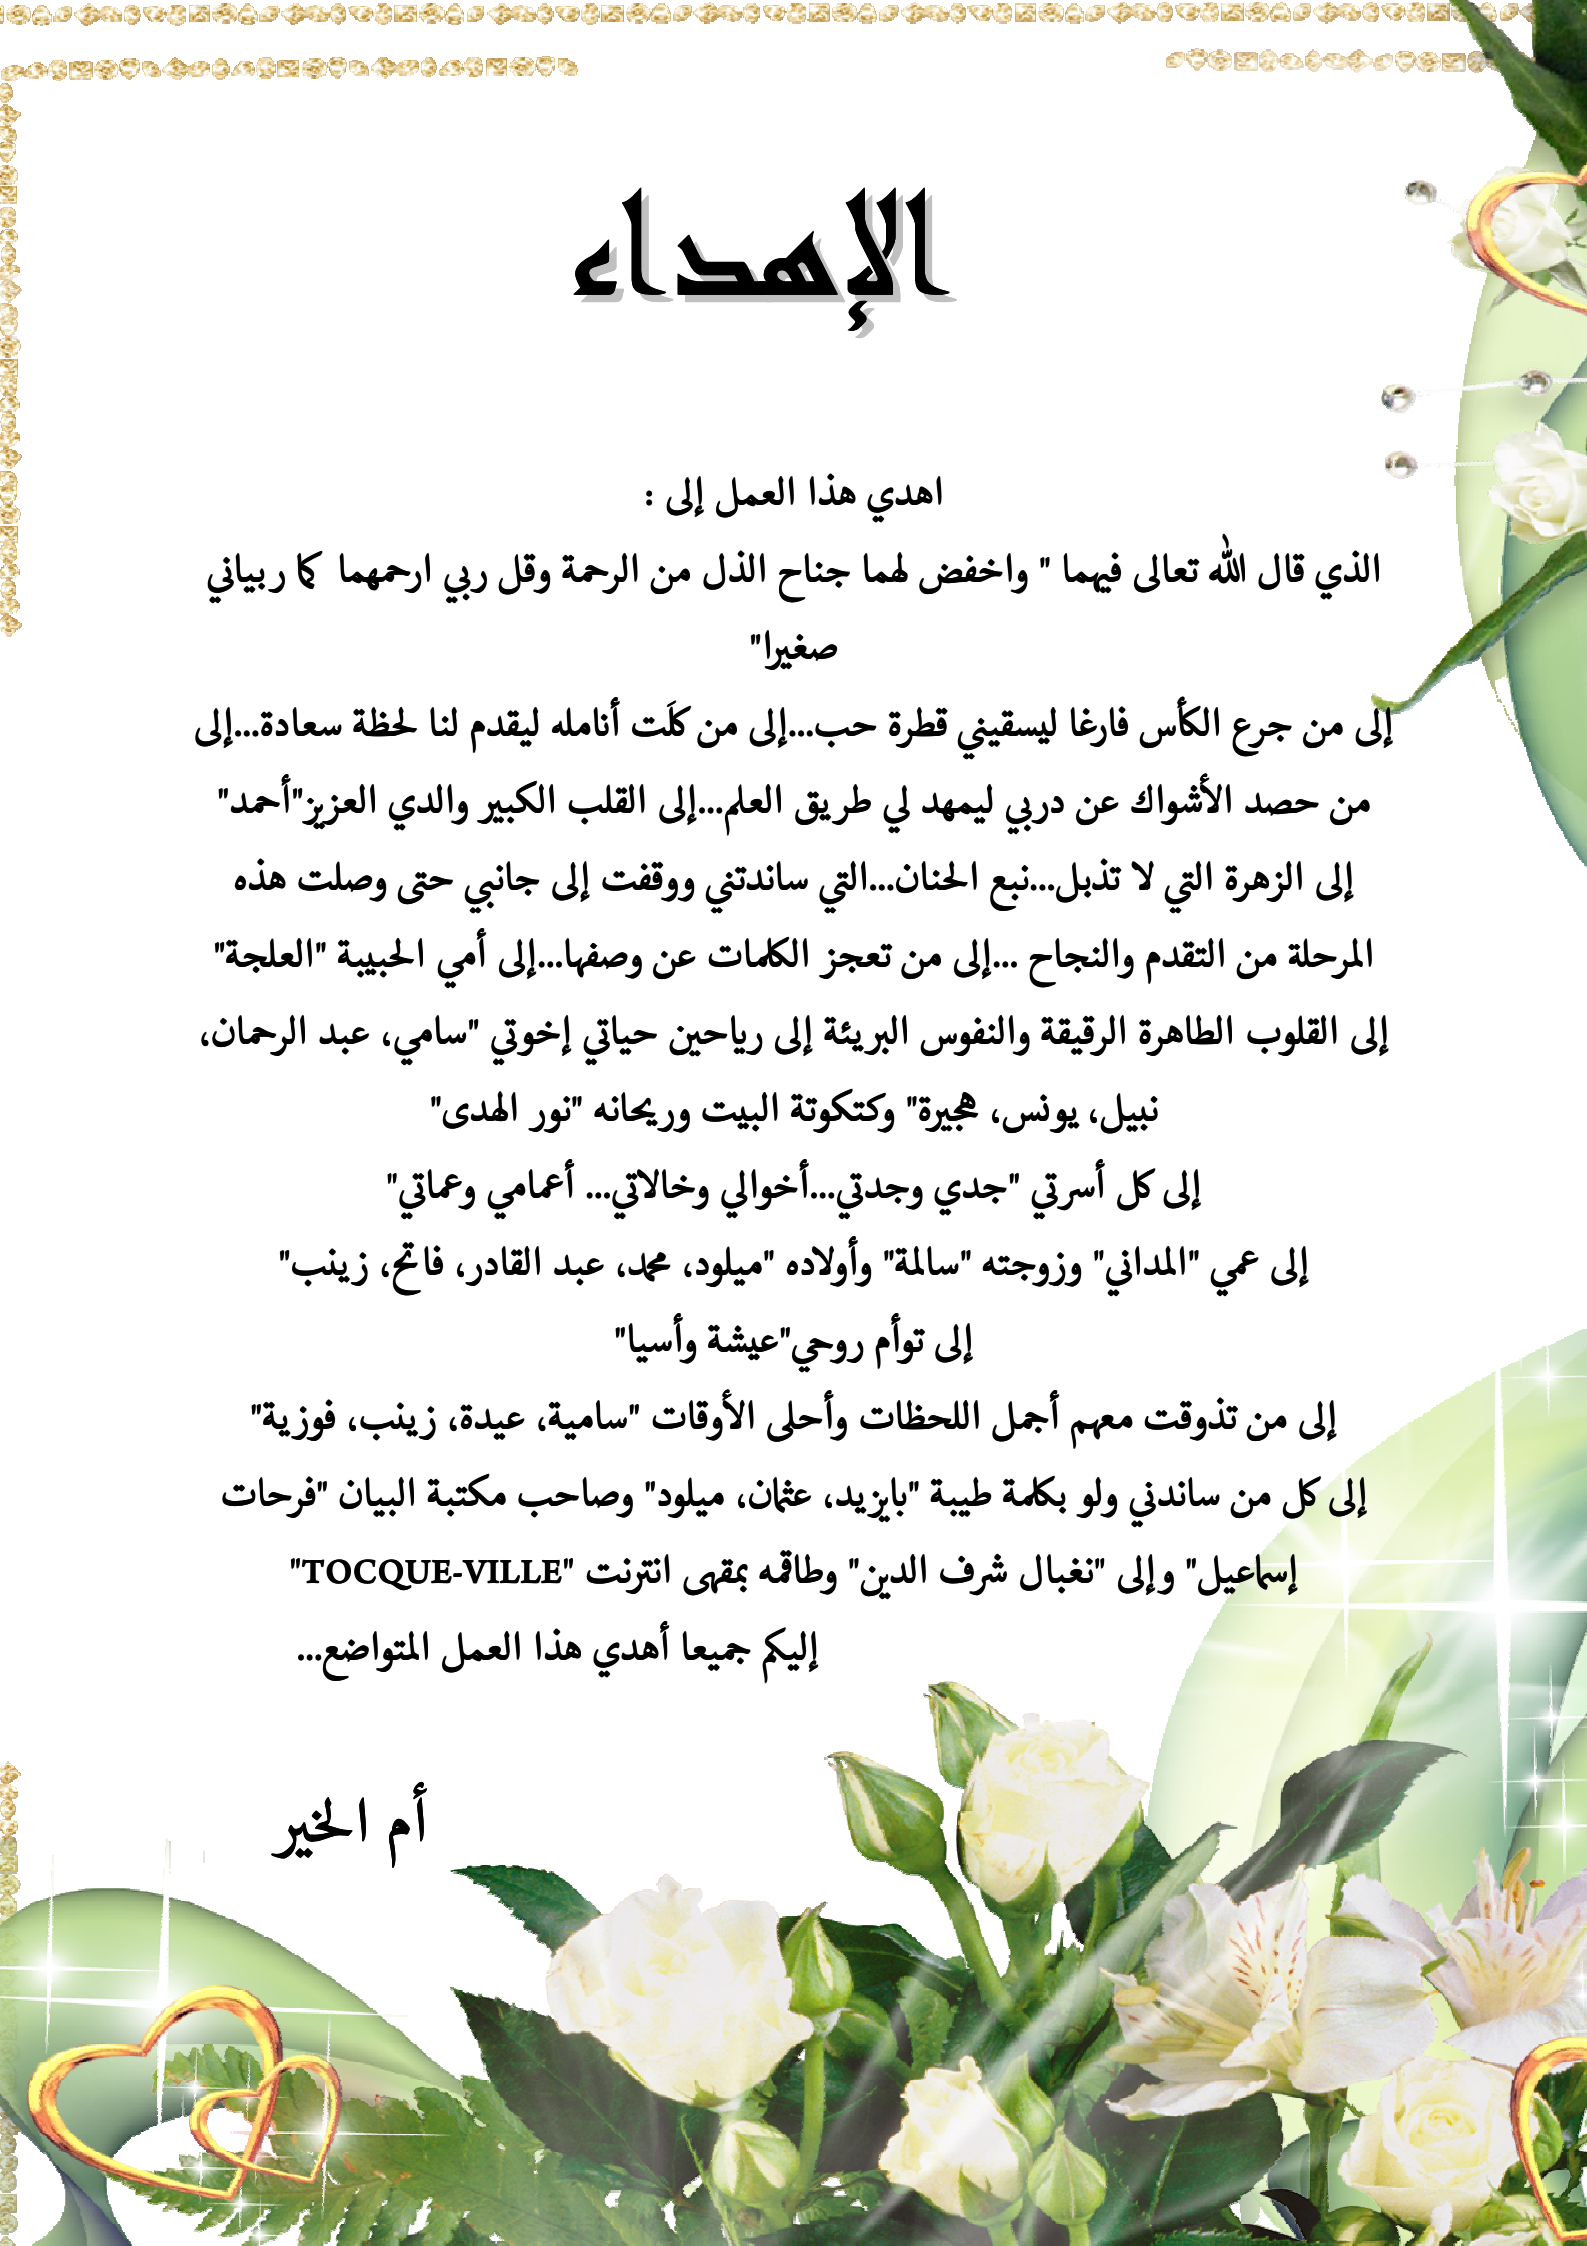 الإهداء
اهدي هذا العمل إلى :
الذي قال الله تعالى فيهما " واخفض لهما جناح الذل من الرحمة وقل ربي ارحمهما كما ربياني
صغيرا"
إلى من جرع الكأس فارغا ليسقيني قطرة حب...إلى من كلَت أنامله ليقدم لنا لحظة سعادة...إلى
من حصد الأشواك عن دربي ليمهد لي طريق العلم...إلى القلب الكبير والدي العزيز"أحمد"
إلى الزهرة التي لا تذبل...نبع الحنان...التي ساندتني ووقفت إلى جانبي حتى وصلت هذه
المرحلة من التقدم والنجاح ...إلى من تعجز الكلمات عن وصفها...إلى أمي الحبيبة "العلجة"
إلى القلوب الطاهرة الرقيقة والنفوس البريئة إلى رياحين حياتي إخوتي "سامي، عبد الرحمان،
نبيل، يونس، هجيرة" وكتكوتة البيت وريحانه "نور الهدى"
إلى كل أسرتي "جدي وجدتي...أخوالي وخالاتي... أعمامي وعماتي"
إلى عمي "المداني" وزوجته "سالمة" وأولاده "ميلود، محمد، عبد القادر، فاتح، زينب"
إلى توأم روحي"عيشة وأسيا"
إلى من تذوقت معهم أجمل اللحظات وأحلى الأوقات "سامية، عيدة، زينب، فوزية"
إلى كل من ساندني ولو بكلمة طيبة "بايزيد، عثمان، ميلود" وصاحب مكتبة البيان "فرحات
إسماعيل" وإلى "نغبال شرف الدين" وطاقمه بمقهى انترنت "TOCQUE-VILLE"
إليكم جميعا أهدي هذا العمل المتواضع...
أم الخير